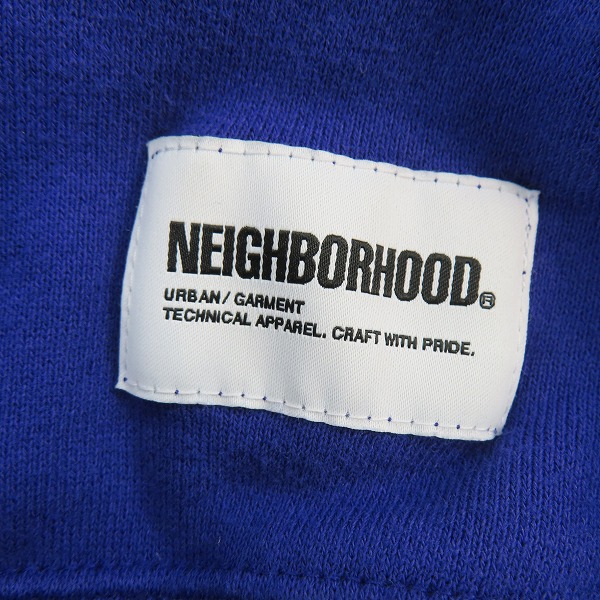 NEIGHBORHOOD®
URBAN/ GARMENT
TECHNICAL APPAREL. CRAFT WITH PRIDE.